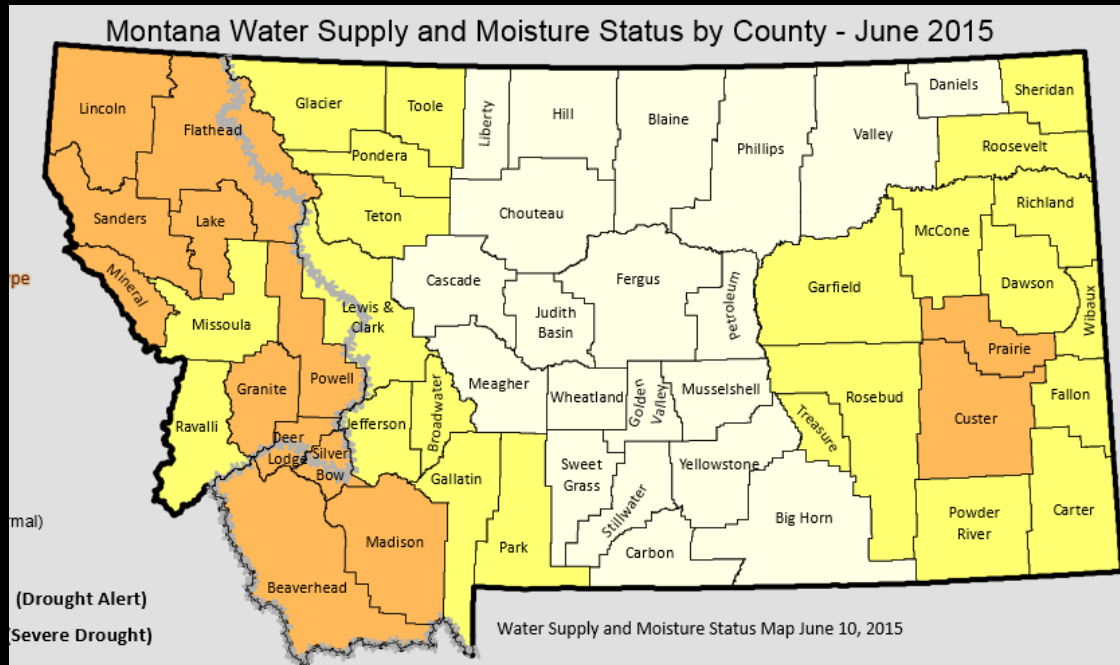 Montana Water Supply and Moisture Status by County - June 2015
Lincoln
Flathead
Glacier
Toole
Liberty
Hill
Blaine
Phillips
Valley
Daniels
Sheridan
Roosevelt
Pondera
Sanders
Lake
Teton
Chouteau
McCone
Richland
ype
Mineral
Missoula
Lewis &
Clark
Cascade
Judith
Basin
Fergus
Petroleum
Garfield
Dawson
Wibaux
Prairie
Ravalli
Granite
Powell
Deer
Lodge
Silver
Bow
Jefferson
Broadwater
Meagher
Wheatland
Golden
Valley
Musselshell
Treasure
Rosebud
Custer
Fallon
Gallatin
Sweet
Grass
Stillwater
Yellowstone
Big Horn
Powder
River
Carter
rmal)
Beaverhead
Madison
Park
Carbon
(Drought Alert)
(Severe Drought)
Water Supply and Moisture Status Map June 10, 2015